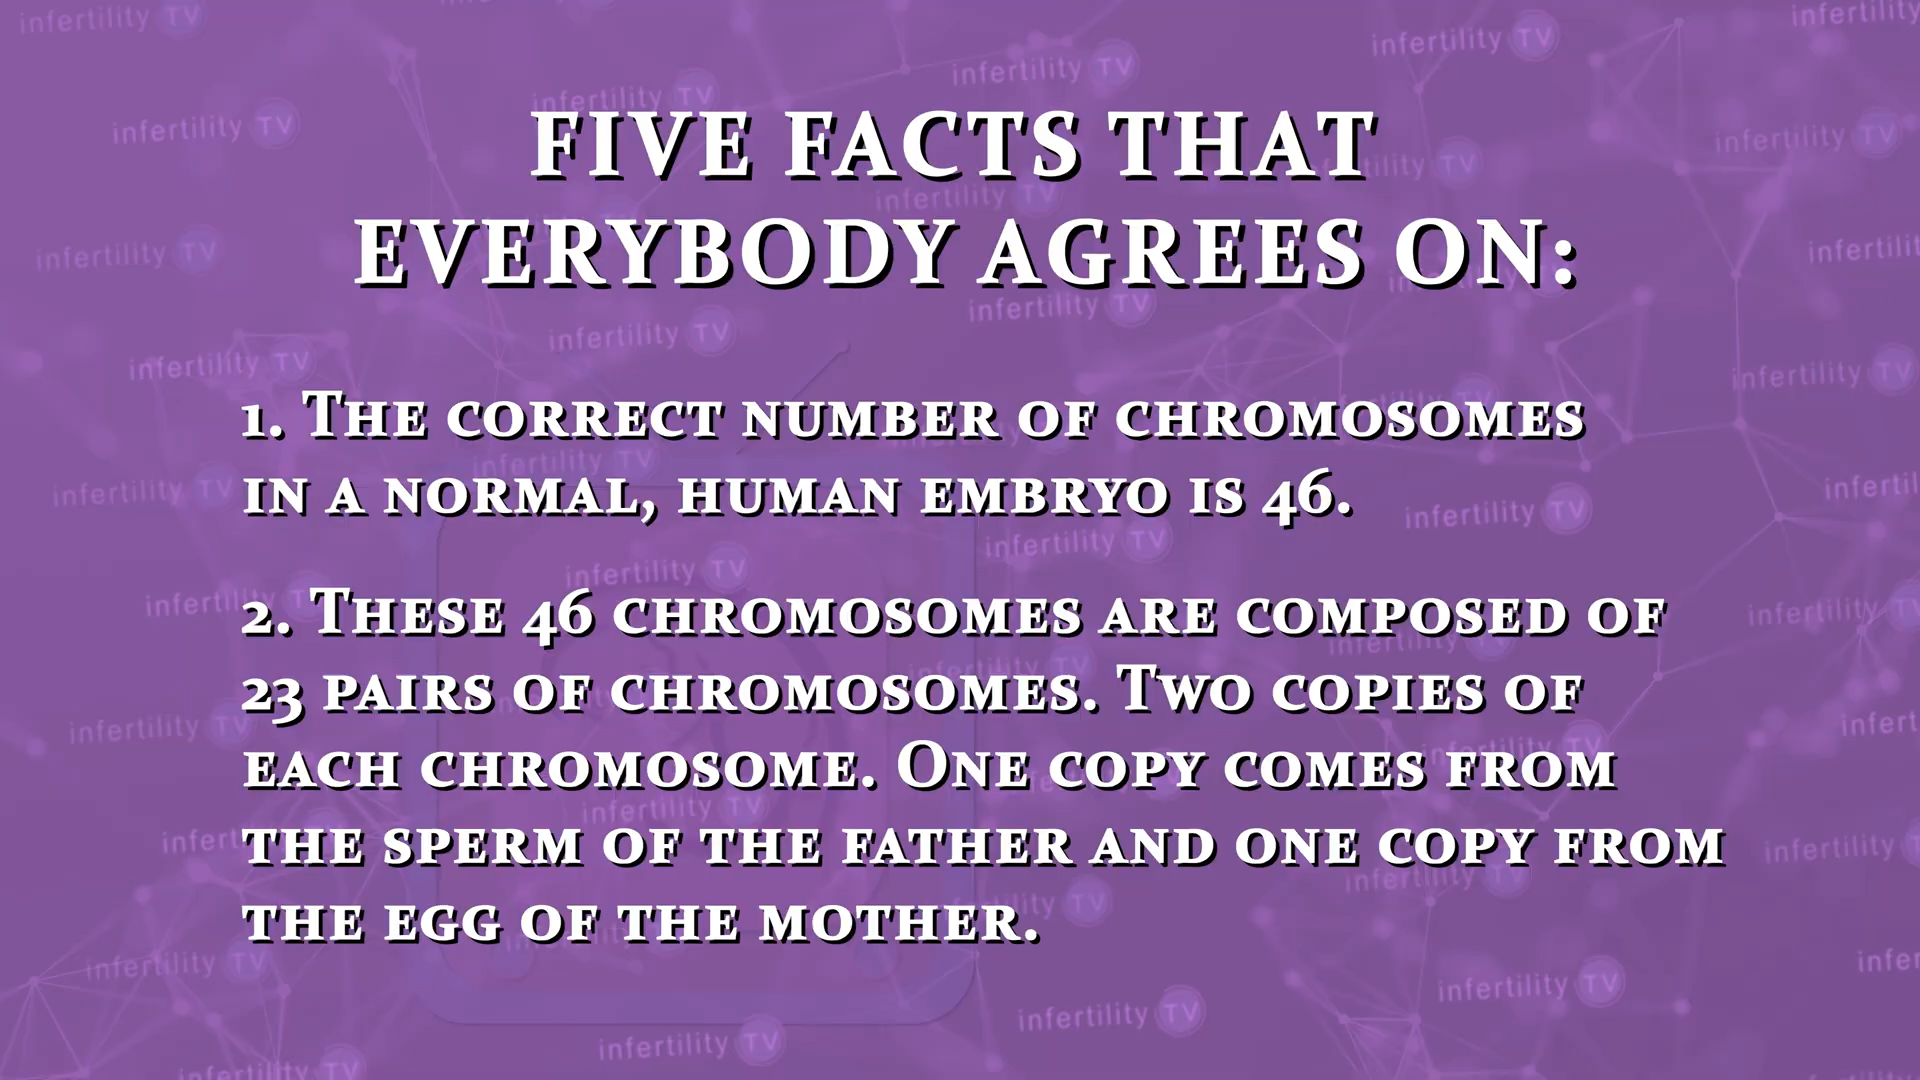 FIVE FACTS THAT
EVERYBODY AGREES ON:
1. The correct number of chromosomes
in a normal, human embryo is 46.
2. These 46 chromosomes are composed of
23 pairs of chromosomes. Two copies of
each chromosome. One copy comes from
the sperm of the father and one copy from
the egg of the mother.
infertility TV